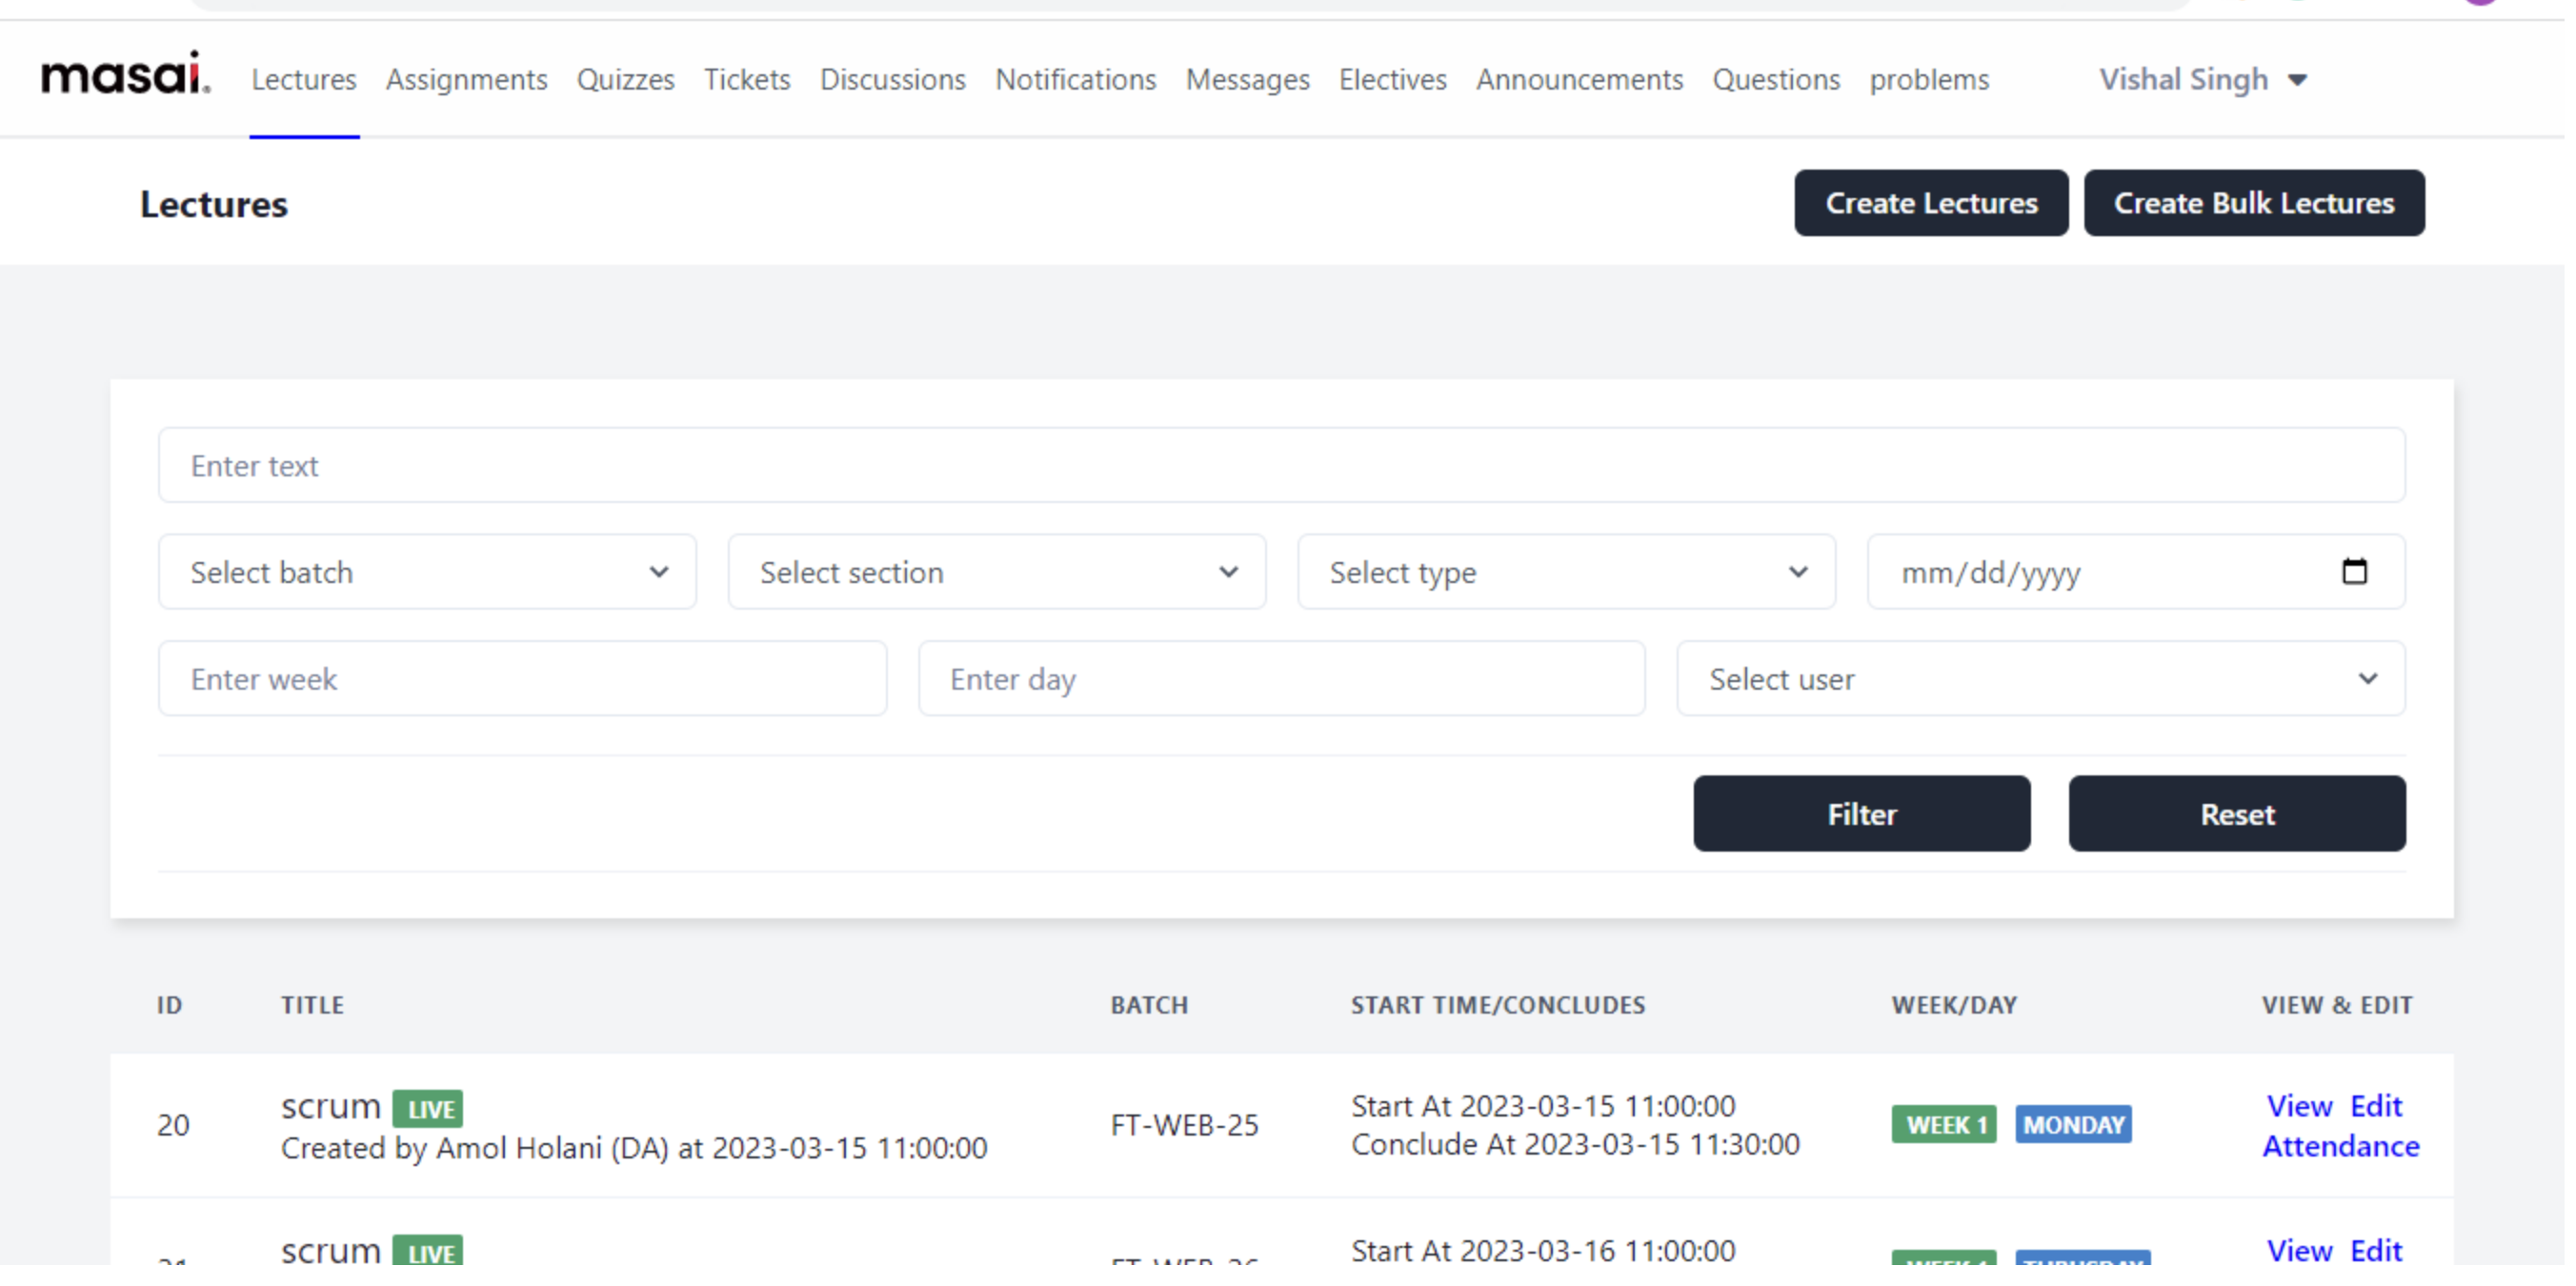 masai.
Lectures Assignments Quizzes Tickets Discussions Notifications Messages Electives Announcements Questions problems Vishal Singh
Lectures Create Lectures Create Bulk Lectures
Enter text
Select batch Select section Select type mm/dd/yyyy
Enter week Enter day Select user
Filter Reset
ID TITLE BATCH START TIME/CONCLUDES WEEK/DAY VIEW & EDIT
20 scrum LIVE
Created by Amol Holani (DA) at 2023-03-15 11:00:00
FT-WEB-25
Start At 2023-03-15 11:00:00
Conclude At 2023-03-15 11:30:00
WEEK 1 MONDAY
View Edit
Attendance
scrum LIVE
Start At 2023-03-16 11:00:00
View Edit